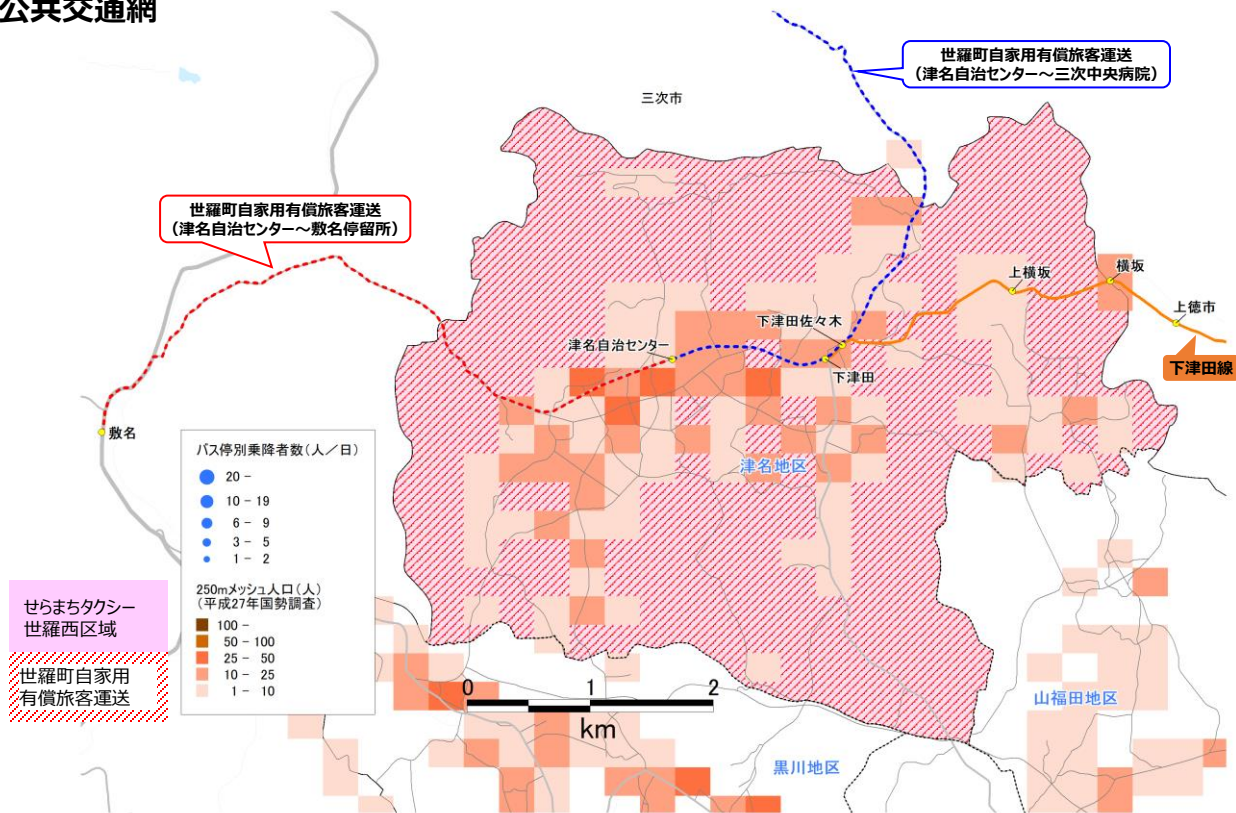 公共交通網
世羅町自家用有償旅客運送
（津名自治センター～三次中央病院）
三次市
世羅町自家用有償旅客運送
（津名自治センター～敷名停留所）
上横坂
横坂
上徳市
下津田佐々木
津名自治センター
下津田
下津田線
敷名
津名地区
バス停別乗降者数（人／日）
20 -
10 - 19
6 - 9
3 - 5
1 - 2
250mメッシュ人口（人）
（平成27年国勢調査）
100 -
50 - 100
25 - 50
10 - 25
1 - 10
せらまちタクシー
世羅西区域
世羅町自家用
有償旅客運送
0 1 2
km
山福田地区
黒川地区